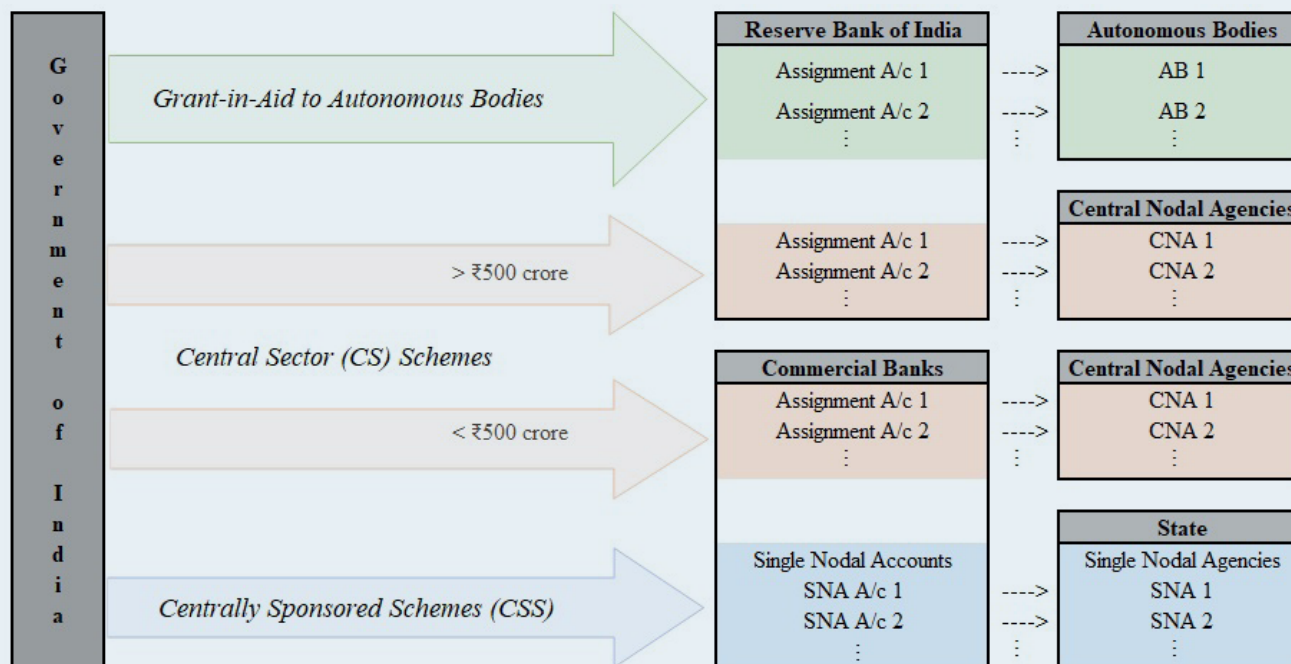 Government of India
Grant-in-Aid to Autonomous Bodies
Reserve Bank of India
Autonomous Bodies
Assignment A/c 1
---->
AB 1
Assignment A/c 2
---->
AB 2
⋮ ⋮ ⋮
Central Nodal Agencies
> ₹500 crore
Assignment A/c 1
---->
CNA 1
Assignment A/c 2
---->
CNA 2
⋮ ⋮ ⋮
Central Sector (CS) Schemes
Commercial Banks
Central Nodal Agencies
< ₹500 crore
Assignment A/c 1
---->
CNA 1
Assignment A/c 2
---->
CNA 2
⋮ ⋮ ⋮
State
Centrally Sponsored Schemes (CSS)
Single Nodal Accounts
Single Nodal Agencies
SNA A/c 1
---->
SNA 1
SNA A/c 2
---->
SNA 2
⋮ ⋮ ⋮